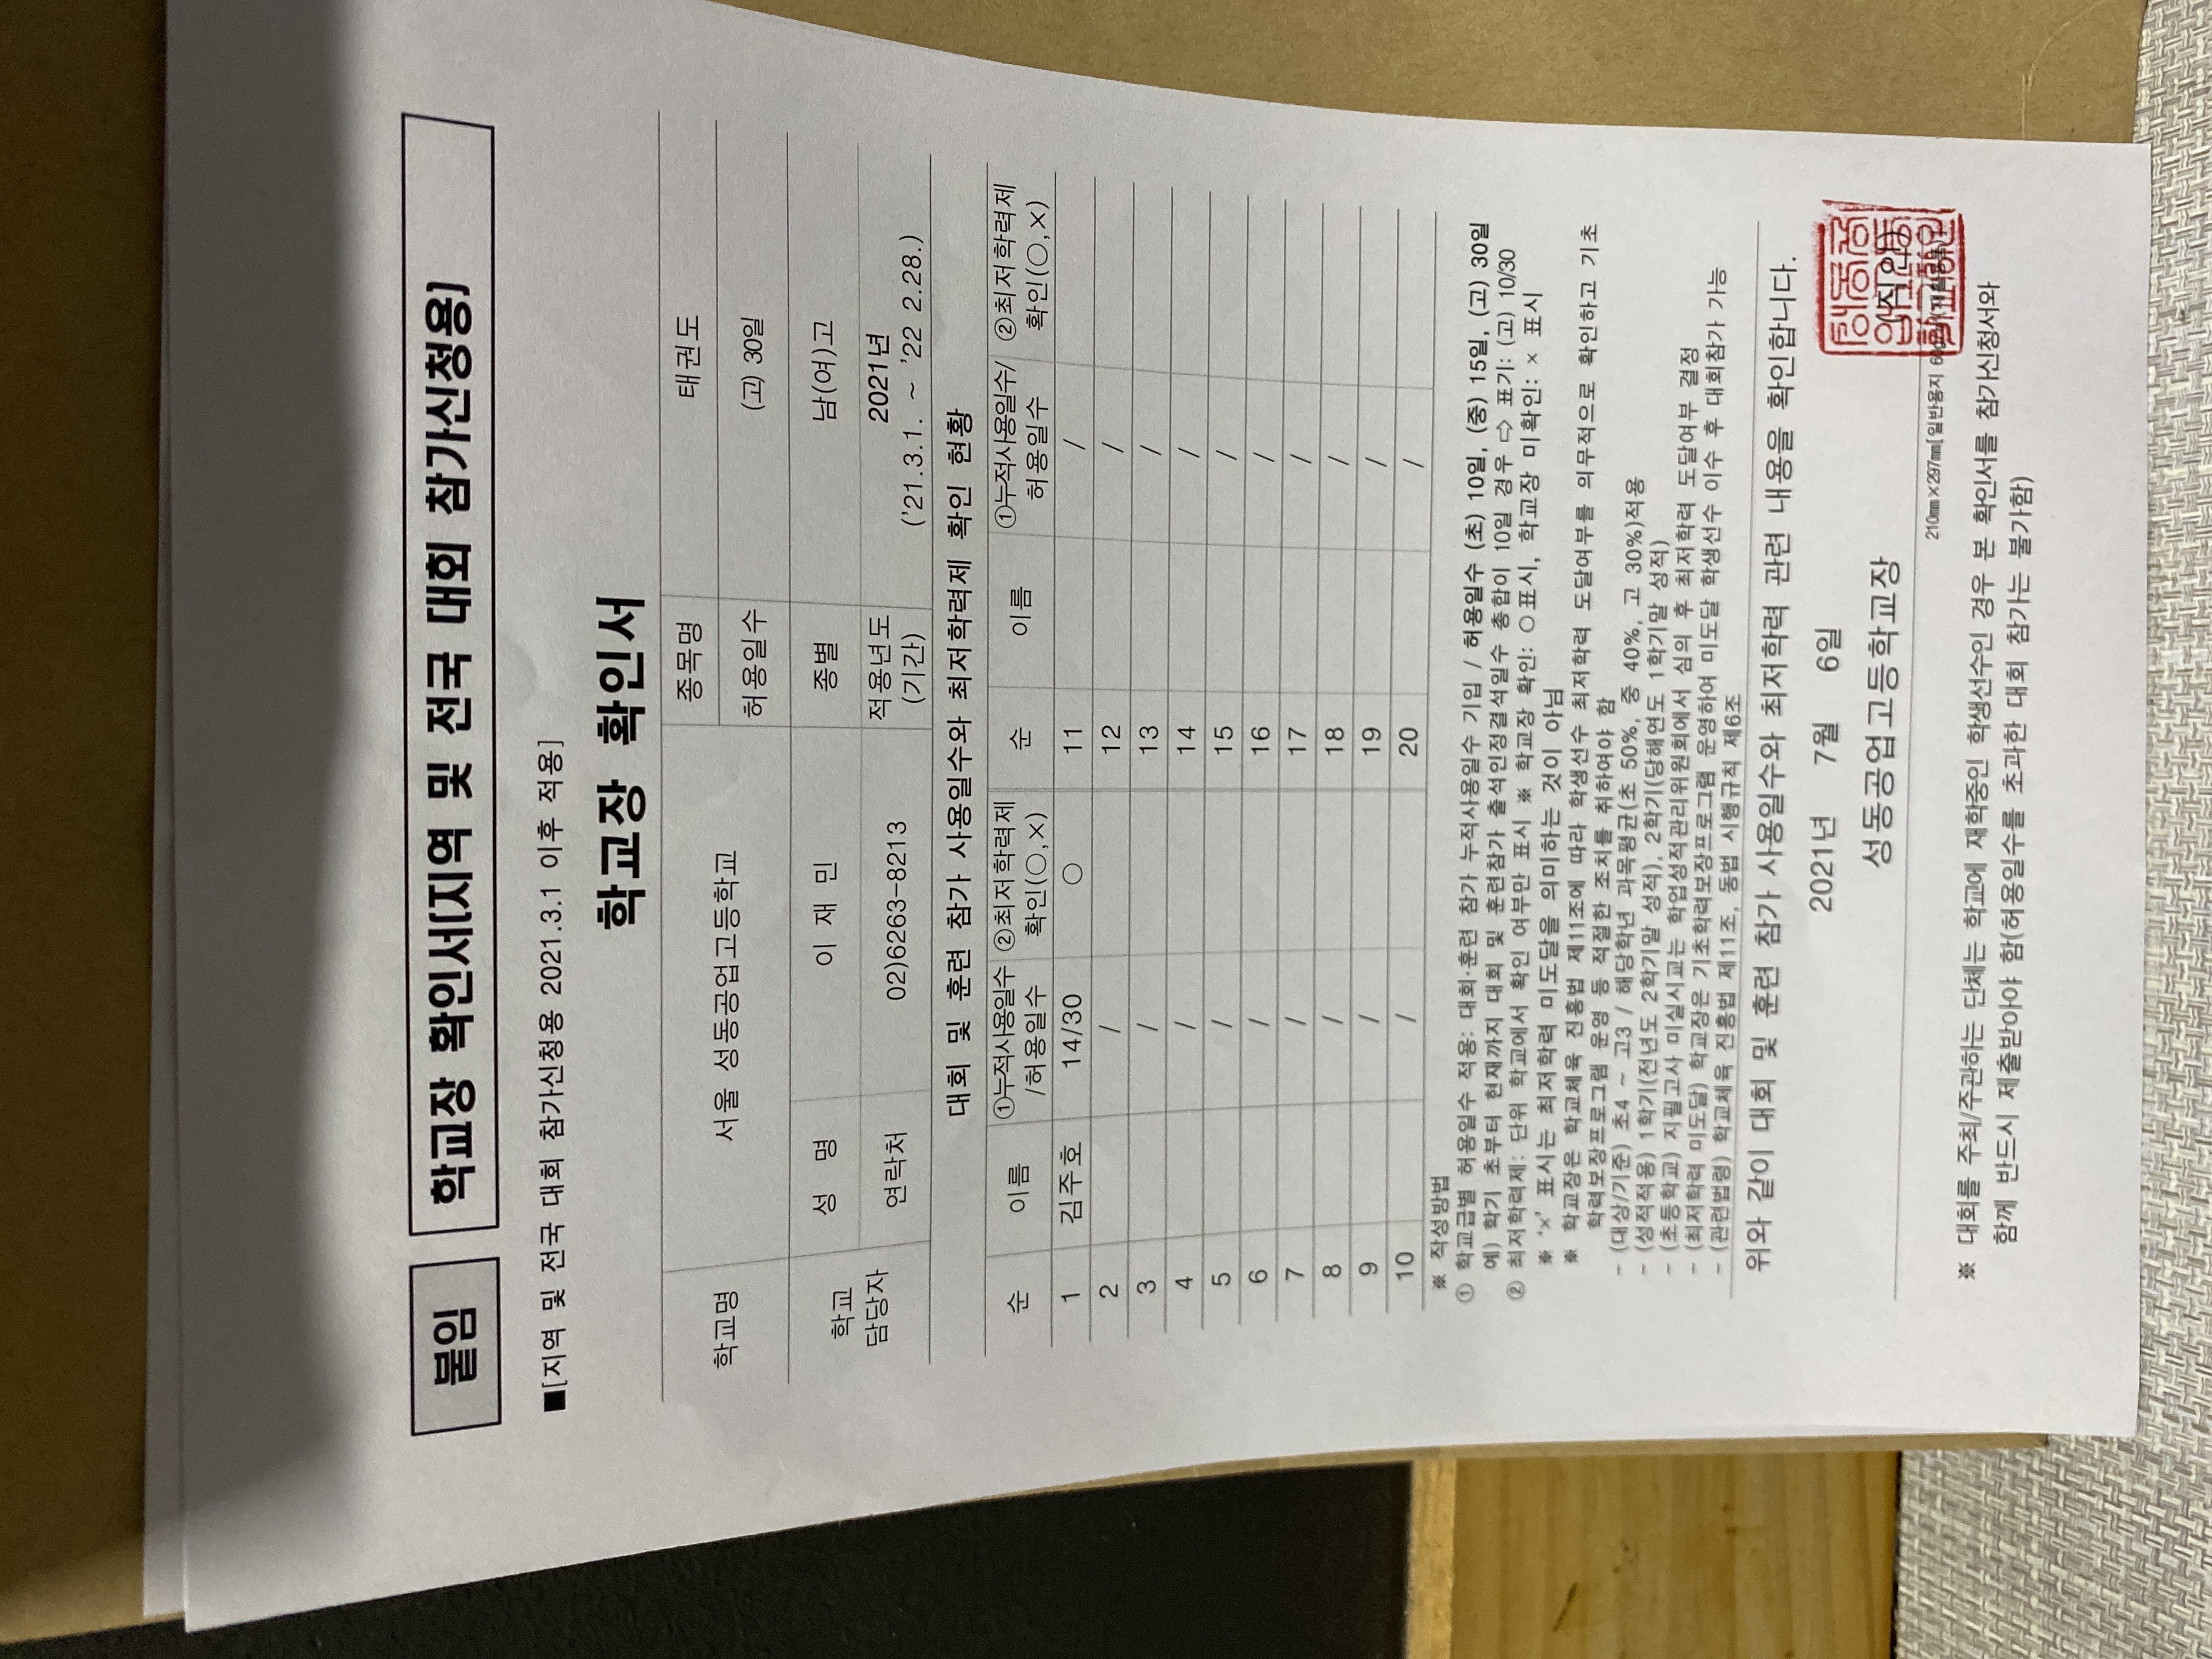 붙임
학교장 확인서[지역 및 전국 대회 참가신청용]
■[지역 및 전국 대회 참가신청용 2021.3.1 이후 적용]
학교장 확인서
학교명 서울 성동공업고등학교 종목명 태권도
허용일수 (고) 30일
학교 담당자 성 명 이 재 민 종별 남(여)고
연락처 02)6263-8213 적용년도 (기간) 2021년
('21.3.1. ~ '22 2.28.)
대회 및 훈련 참가 사용일수와 최저학력제 확인 현황
순 이름 ①누적사용일수/허용일수 ②최저학력제 확인(○,×) 순 이름 ①누적사용일수/허용일수 ②최저학력제 확인(○,×)
1 김주호 14/30 ○ 11 /
2 / 12 /
3 / 13 /
4 / 14 /
5 / 15 /
6 / 16 /
7 / 17 /
8 / 18 /
9 / 19 /
10 / 20 /
※ 작성방법
① 학교급별 허용일수 적용: 대회·훈련 참가 누적사용일수 기입 / 허용일수 (초) 10일, (중) 15일, (고) 30일
예) 학기 초부터 현재까지 대회 및 훈련참가 출석인정결석일수 총합이 10일 경우 ⇨ 표기: (고) 10/30
② 최저학력제: 단위 학교에서 확인 여부만 표시 ※ 학교장 확인: ○표시, 학교장 미확인: × 표시
※ '×' 표시는 최저학력 미도달을 의미하는 것이 아님
※ 학교장은 학교체육 진흥법 제11조에 따라 학생선수 최저학력 도달여부를 의무적으로 확인하고 기초
학력보장프로그램 운영 등 적절한 조치를 취하여야 함
- (대상/기준) 초4 ~ 고3 / 해당학년 과목평균(초 50%, 중 40%, 고 30%)적용
- (성적적용) 1학기(전년도 2학기말 성적), 2학기(당해연도 1학기말 성적)
- (초등학교) 지필고사 미실시교는 학업성적관리위원회에서 심의 후 최저학력 도달여부 결정
- (최저학력 미도달) 학교장은 기초학력보장프로그램 운영하여 미도달 학생선수 이수 후 대회참가 가능
- (관련법령) 학교체육 진흥법 제11조, 동법 시행규칙 제6조
위와 같이 대회 및 훈련 참가 사용일수와 최저학력 관련 내용을 확인합니다.
2021년 7월 6일
성동공업고등학교장 (직인)
210㎜×297㎜[일반용지 60g/㎡(재활용품)]
※ 대회를 주최/주관하는 단체는 학교에 재학중인 학생선수인 경우 본 확인서를 참가신청서와
함께 반드시 제출받아야 함(허용일수를 초과한 대회 참가는 불가함)